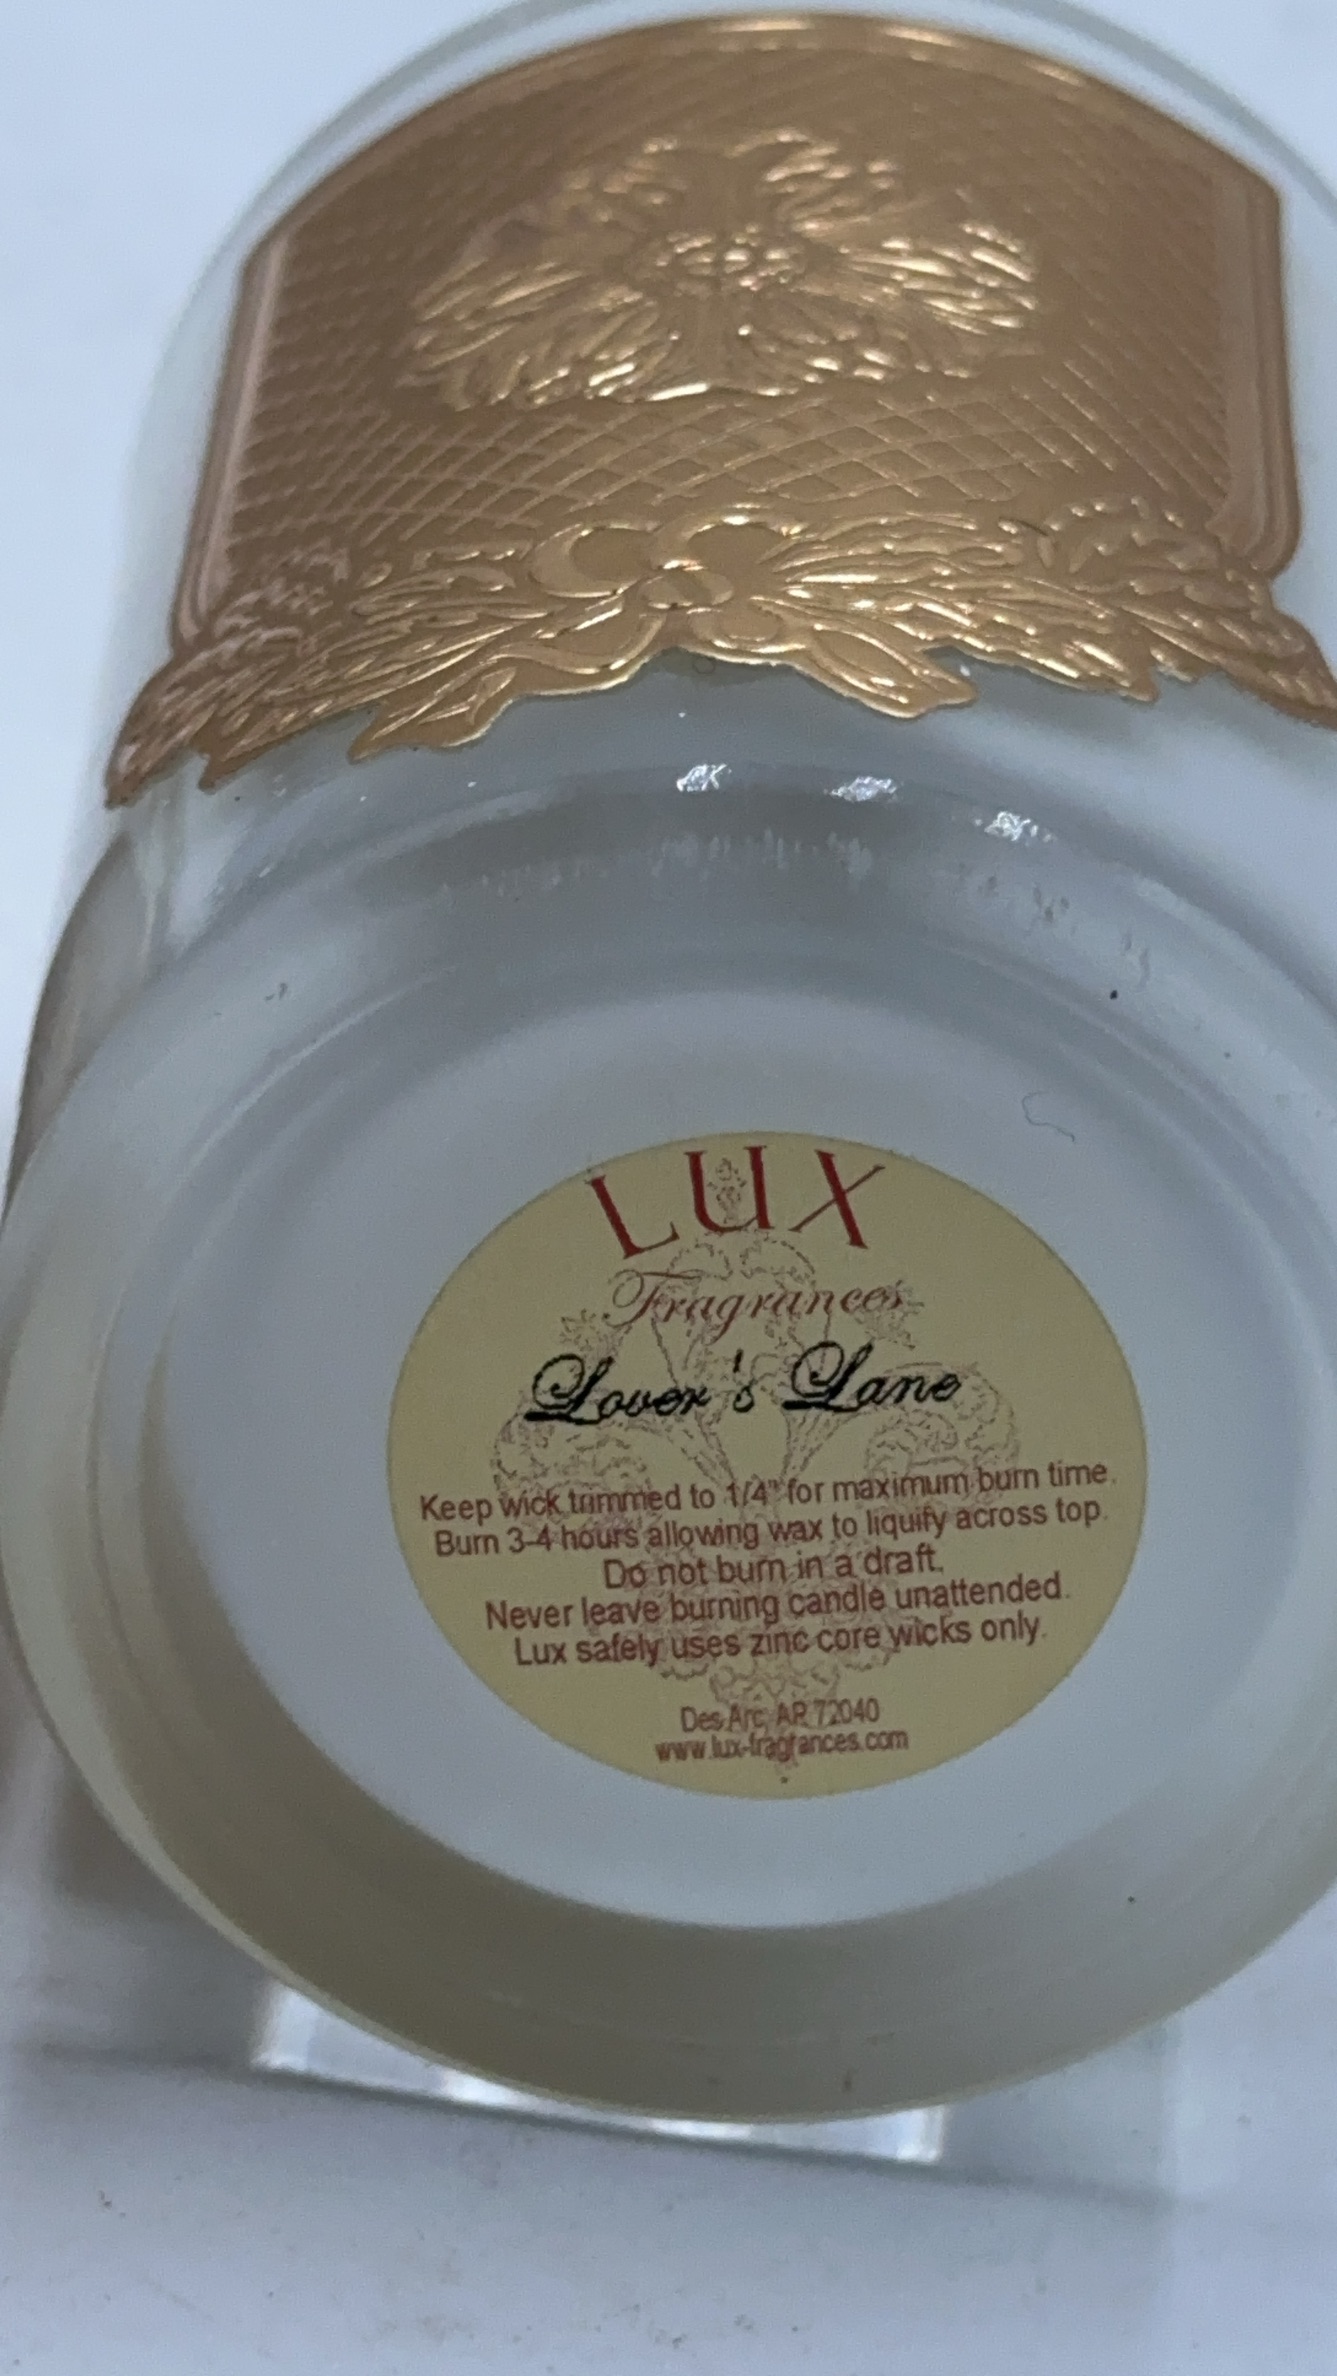 LUX
Fragrances
Lover's Lane
Keep wick trimmed to 1/4" for maximum burn time.
Burn 3-4 hours allowing wax to liquify across top.
Do not burn in a draft.
Never leave burning candle unattended.
Lux safely uses zinc core wicks only.
Des Arc, AR 72040
www.lux-fragrances.com